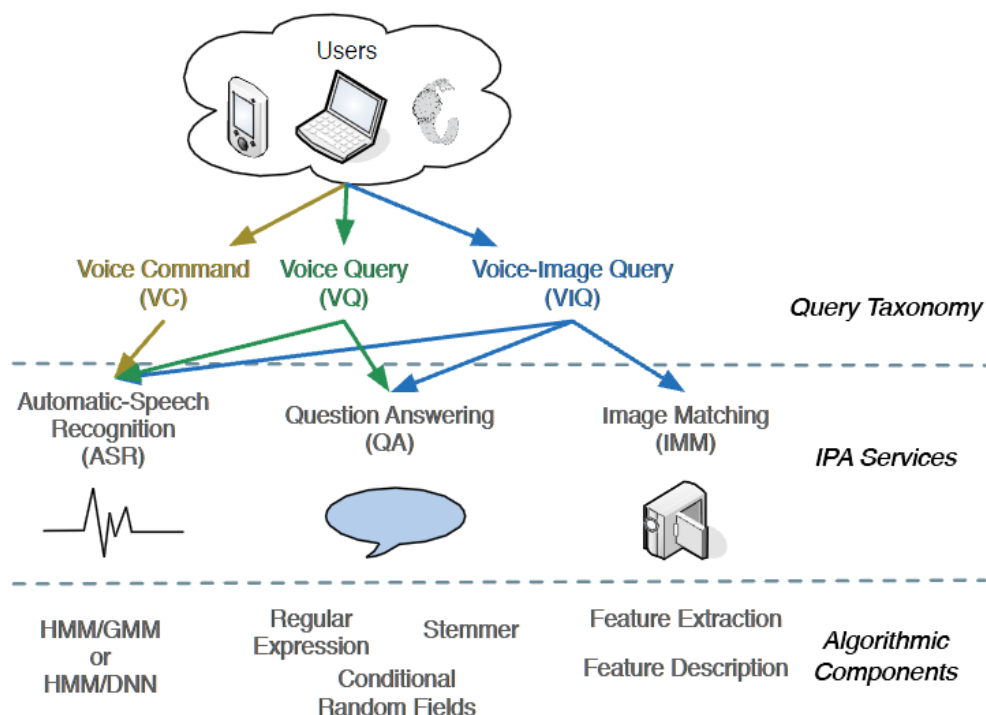 Users
Voice Command
(VC)
Voice Query
(VQ)
Voice-Image Query
(VIQ)
Query Taxonomy
Automatic-Speech
Recognition
(ASR)
Question Answering
(QA)
Image Matching
(IMM)
IPA Services
HMM/GMM
or
HMM/DNN
Regular
Expression
Stemmer
Conditional
Random Fields
Feature Extraction
Feature Description
Algorithmic
Components